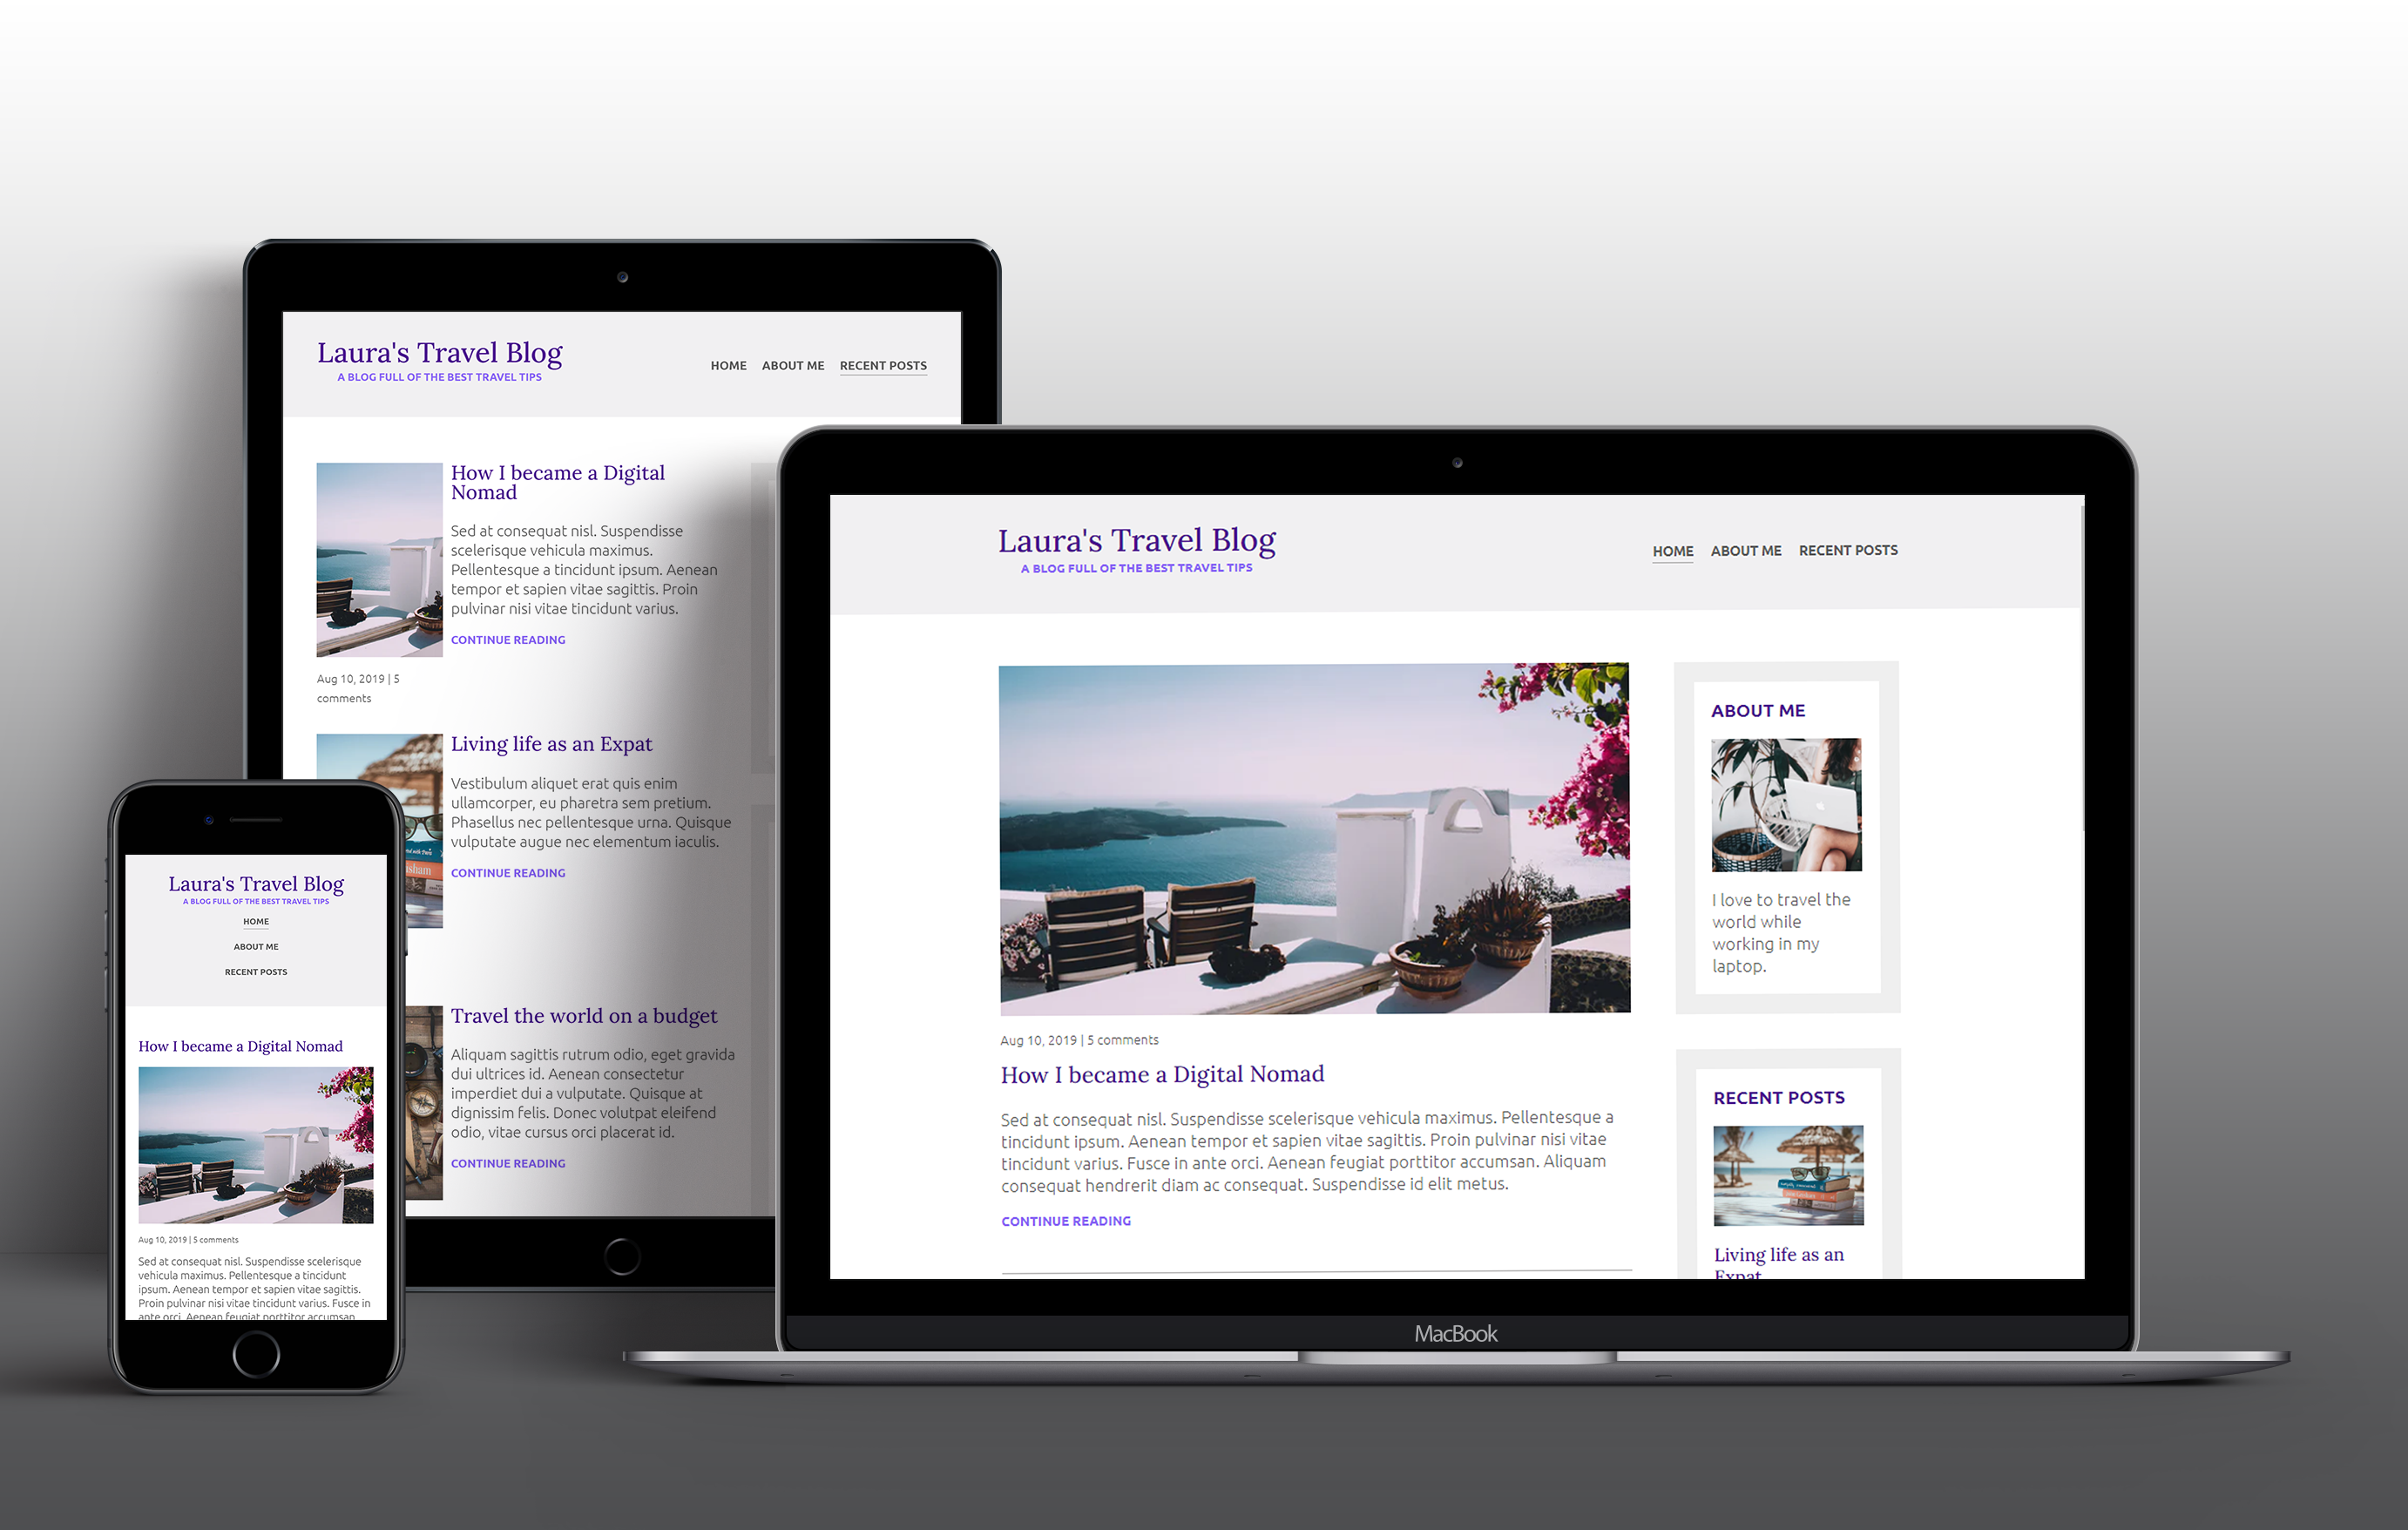 Laura's Travel Blog
A BLOG FULL OF THE BEST TRAVEL TIPS
HOME
ABOUT ME
RECENT POSTS
How I became a Digital
Nomad
Sed at consequat nisl. Suspendisse
scelerisque vehicula maximus.
Pellentesque a tincidunt ipsum. Aenean
tempor et sapien vitae sagittis. Proin
pulvinar nisi vitae tincidunt varius.
CONTINUE READING
Aug 10, 2019 | 5
comments
Living life as an Expat
Vestibulum aliquet erat quis enim
ullamcorper, eu pharetra sem pretium.
Phasellus nec pellentesque urna. Quisque
vulputate augue nec elementum iaculis.
CONTINUE READING
Travel the world on a budget
Aliquam sagittis rutrum odio, eget gravida
dui ultrices id. Aenean consectetur
imperdiet dui a vulputate. Quisque at
dignissim felis. Donec volutpat eleifend
odio, vitae cursus orci placerat id.
CONTINUE READING
Laura's Travel Blog
A BLOG FULL OF THE BEST TRAVEL TIPS
HOME
ABOUT ME
RECENT POSTS
How I became a Digital Nomad
Aug 10, 2019 | 5 comments
Sed at consequat nisl. Suspendisse scelerisque
vehicula maximus. Pellentesque a tincidunt
ipsum. Aenean tempor et sapien vitae sagittis.
Proin pulvinar nisi vitae tincidunt varius. Fusce in
ante orci. Aenean feugiat porttitor accumsan
Laura's Travel Blog
A BLOG FULL OF THE BEST TRAVEL TIPS
HOME
ABOUT ME
RECENT POSTS
Aug 10, 2019 | 5 comments
How I became a Digital Nomad
Sed at consequat nisl. Suspendisse scelerisque vehicula maximus. Pellentesque a
tincidunt ipsum. Aenean tempor et sapien vitae sagittis. Proin pulvinar nisi vitae
tincidunt varius. Fusce in ante orci. Aenean feugiat porttitor accumsan. Aliquam
consequat hendrerit diam ac consequat. Suspendisse id elit metus.
CONTINUE READING
ABOUT ME
I love to travel the
world while
working in my
laptop.
RECENT POSTS
Living life as an
Expat
MacBook